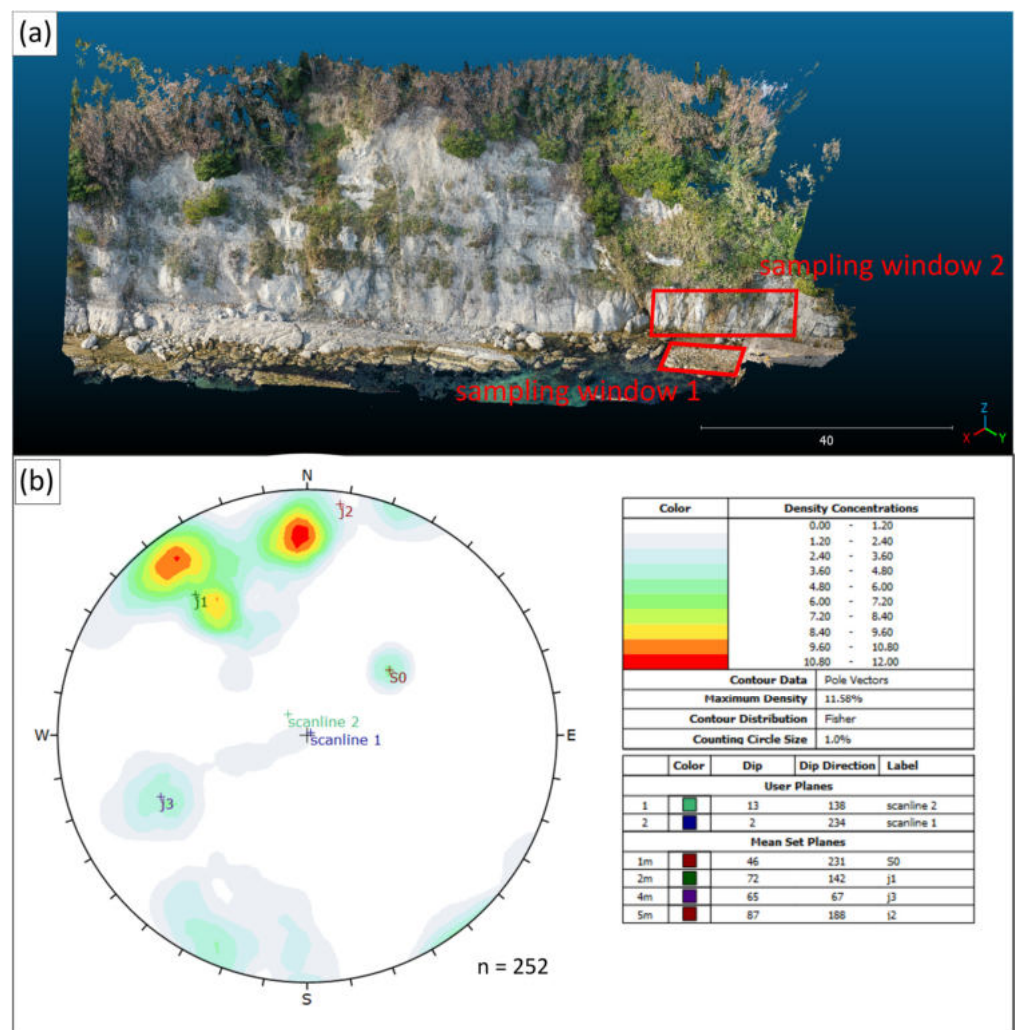 (a)
sampling window 2
sampling window 1
40
Z
X
Y
(b)
N
j2
j1
S0
scanline 2
W
E
scanline 1
j3
S
n = 252
Color Density Concentrations
0.00 - 1.20
1.20 - 2.40
2.40 - 3.60
3.60 - 4.80
4.80 - 6.00
6.00 - 7.20
7.20 - 8.40
8.40 - 9.60
9.60 - 10.80
10.80 - 12.00
Contour Data Pole Vectors
Maximum Density 11.58%
Contour Distribution Fisher
Counting Circle Size 1.0%
Color Dip Dip Direction Label
User Planes
1 13 138 scanline 2
2 2 234 scanline 1
Mean Set Planes
1m 46 231 S0
2m 72 142 j1
4m 65 67 j3
5m 87 188 j2